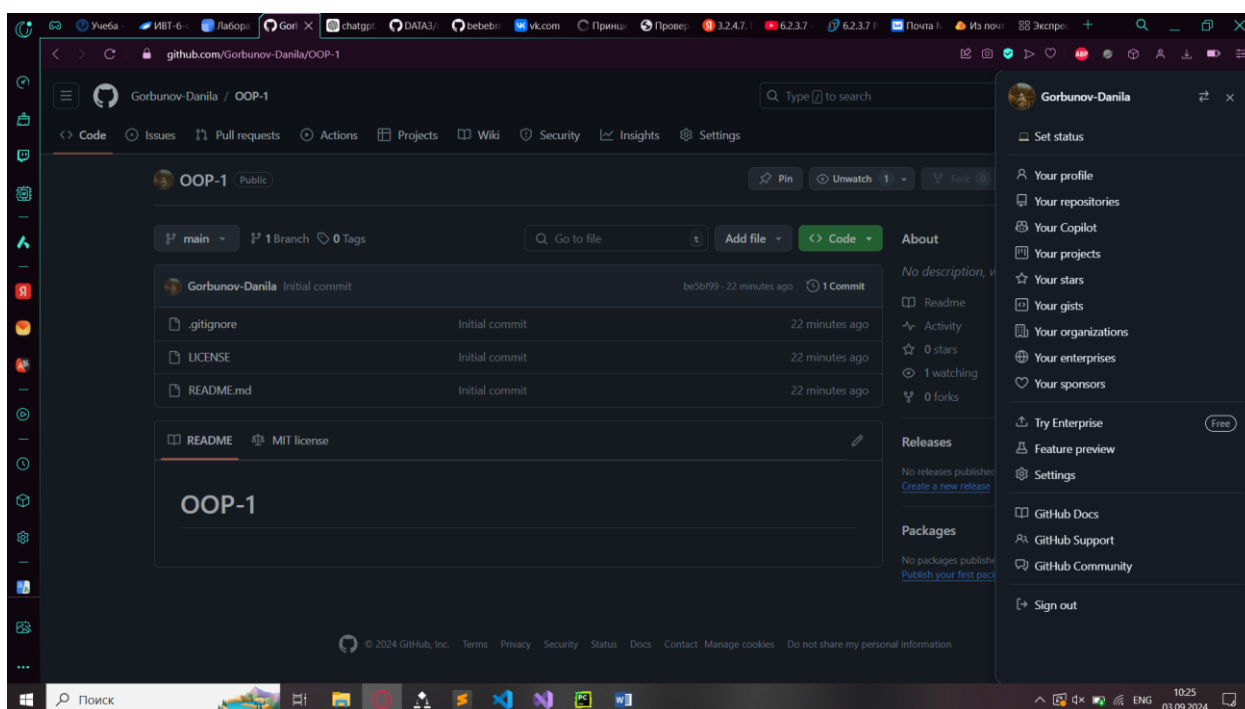 Учеба
ИВТ-6-
Лабора
Gorl
chatgpt.
DATA3/
bebebr
vk.com
Принци
Провер
3.2.4.7.
6.2.3.7
6.2.3.7 Р
Почта
Из поч
Экспрес
github.com/Gorbunov-Danila/OOP-1
Gorbunov-Danila / OOP-1
Type / to search
Code Issues Pull requests Actions Projects Wiki Security Insights Settings
OOP-1 Public
Pin Unwatch 1 Fork 0
main 1 Branch 0 Tags
Go to file t Add file Code
Gorbunov-Danila Initial commit be5bf99 · 22 minutes ago 1 Commit
.gitignore Initial commit 22 minutes ago
LICENSE Initial commit 22 minutes ago
README.md Initial commit 22 minutes ago
README MIT license
OOP-1
About
No description, w
Readme
Activity
0 stars
1 watching
0 forks
Releases
No releases published
Create a new release
Packages
No packages publishe
Publish your first pack
© 2024 GitHub, Inc. Terms Privacy Security Status Docs Contact Manage cookies Do not share my personal information
Gorbunov-Danila
Set status
Your profile
Your repositories
Your Copilot
Your projects
Your stars
Your gists
Your organizations
Your enterprises
Your sponsors
Try Enterprise Free
Feature preview
Settings
GitHub Docs
GitHub Support
GitHub Community
Sign out
Поиск
ENG
10:25
03.09.2024